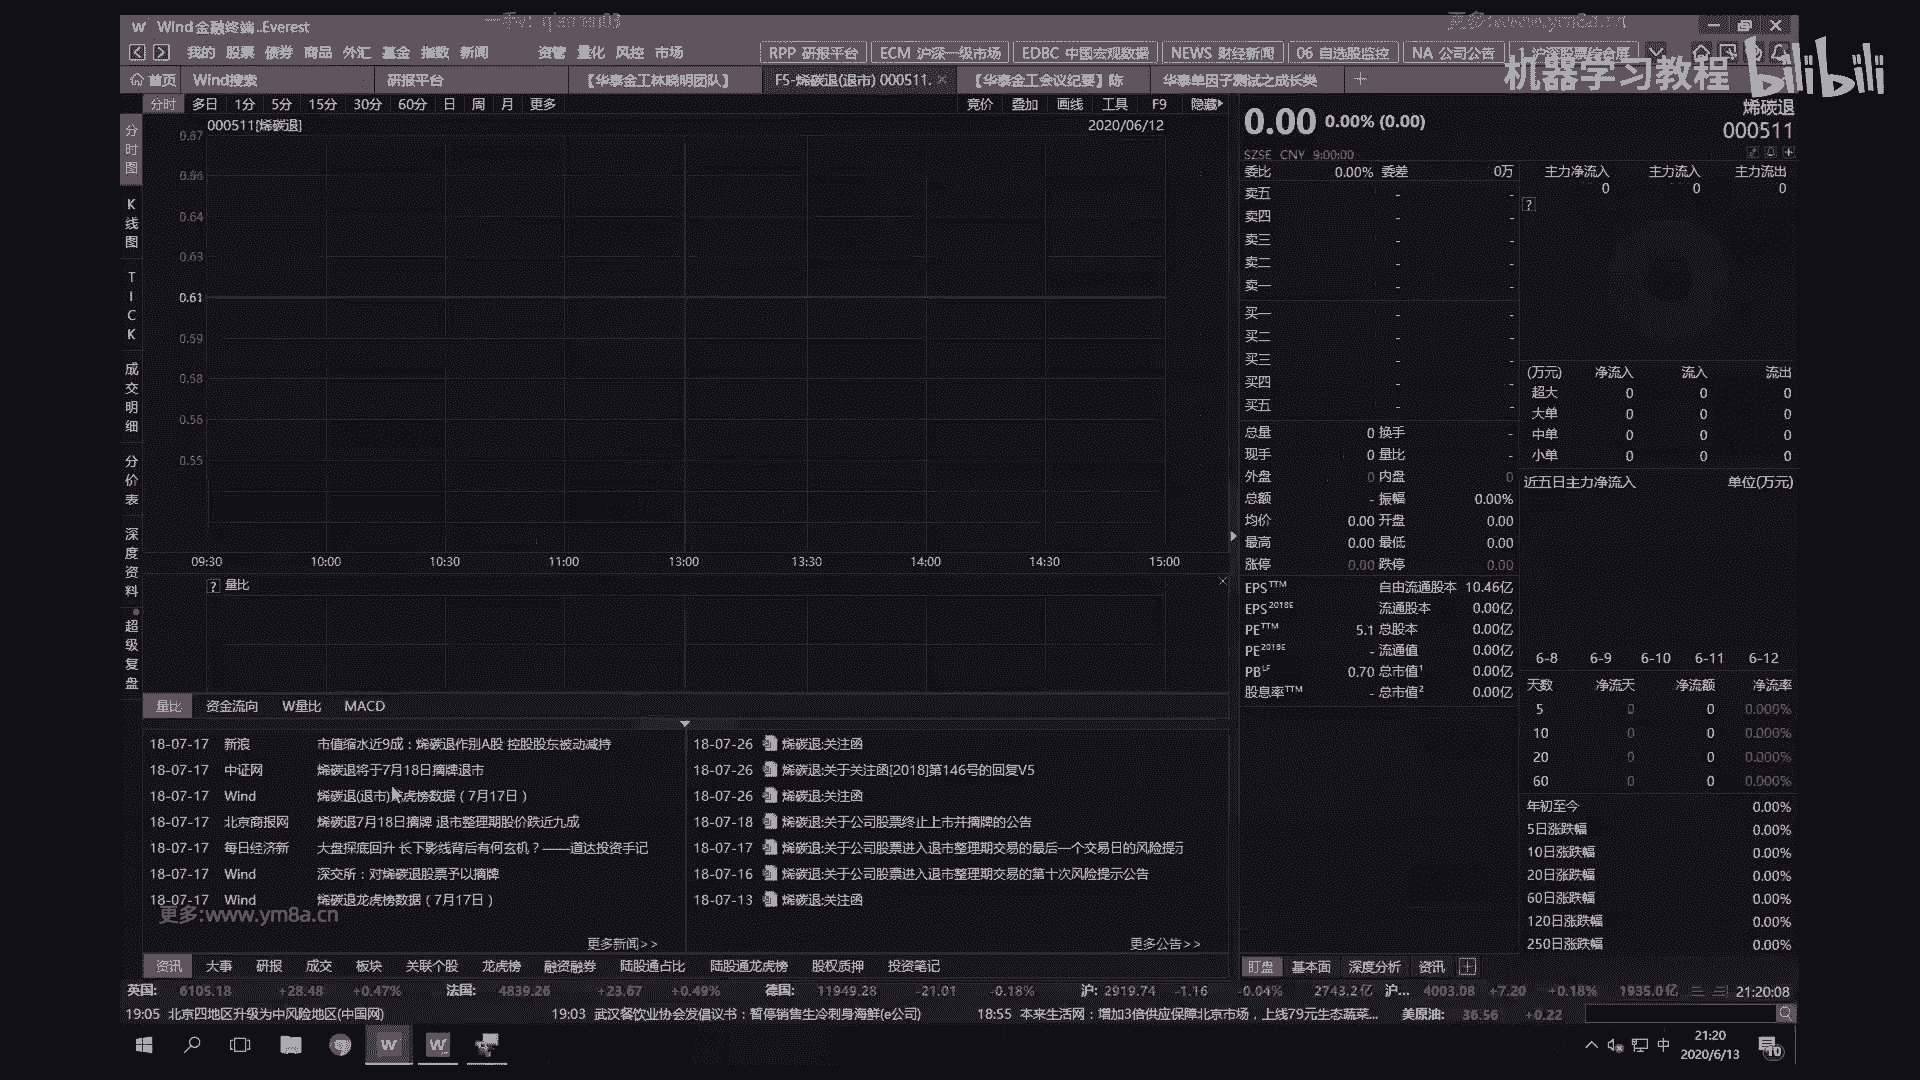 Wind金融终端..Everest
我的 股票 债券 商品 外汇 基金 指数 新闻 资管 量化 风控 市场
RPP 研报平台 ECM 沪深一级市场 EDBC 中国宏观数据 NEWS 财经新闻 06 自选股监控 NA 公司公告 1 沪深股票综合屏
首页 Wind搜索 研报平台 【华泰金工林晓明团队】 F5-烯碳退(退市) 000511. 【华泰金工会议纪要】陈 华泰单因子测试之成长类
机器学习教程 bilibili
分时 多日 1分 5分 15分 30分 60分 日 周 月 更多 竞价 叠加 画线 工具 F9 隐藏
分时图
K线图
TICK
成交明细
分价表
深度资料
超级复盘
000511[烯碳退] 2020/06/12
0.67
0.66
0.64
0.63
0.61
0.59
0.58
0.56
0.55
09:30 10:00 10:30 11:00 13:00 13:30 14:00 14:30 15:00
? 量比
量比 资金流向 W量比 MACD
18-07-17 新浪 市值缩水近9成：烯碳退作别A股 控股股东被动减持
18-07-17 中证网 烯碳退将于7月18日摘牌退市
18-07-17 Wind 烯碳退(退市)龙虎榜数据（7月17日）
18-07-17 北京商报网 烯碳退7月18日摘牌 退市整理期股价跌近九成
18-07-17 每日经济新 大盘探底回升 长下影线背后有何玄机？——道达投资手记
18-07-17 Wind 深交所：对烯碳退股票予以摘牌
18-07-17 Wind 烯碳退龙虎榜数据（7月17日）
更多:www.ym8a.cn
更多新闻>>
18-07-26 烯碳退:关注函
18-07-26 烯碳退:关于关注函[2018]第146号的回复V5
18-07-26 烯碳退:关注函
18-07-18 烯碳退:关于公司股票终止上市并摘牌的公告
18-07-17 烯碳退:关于公司股票进入退市整理期交易的最后一个交易日的风险提示
18-07-16 烯碳退:关于公司股票进入退市整理期交易的第十次风险提示公告
18-07-13 烯碳退:关注函
更多公告>>
资讯 大事 研报 成交 板块 关联个股 龙虎榜 融资融券 陆股通占比 陆股通龙虎榜 股权质押 投资笔记
0.00 0.00% (0.00)
烯碳退
000511
SZSE CNY 9:00:00
委比 0.00% 委差 0万
卖五 - -
卖四 - -
卖三 - -
卖二 - -
卖一 - -
买一 - -
买二 - -
买三 - -
买四 - -
买五 - -
总量 0 换手 -
现手 0 量比 -
外盘 0 内盘 0
总额 - 振幅 0.00%
均价 0.00 开盘 0.00
最高 0.00 最低 0.00
涨停 0.00 跌停 0.00
EPS TTM 自由流通股本 10.46亿
EPS 2018E 流通股本 0.00亿
PE TTM 5.1 总股本 0.00亿
PE 2018E - 流通值 0.00亿
PB LF 0.70 总市值1 0.00亿
股息率TTM - 总市值2 0.00亿
主力净流入 主力流入 主力流出
0 0 0
?
(万元) 净流入 流入 流出
超大 0 0 0
大单 0 0 0
中单 0 0 0
小单 0 0 0
近五日主力净流入 单位(万元)
6-8 6-9 6-10 6-11 6-12
天数 净流天 净流额 净流率
5 0 0 0.000%
10 0 0 0.000%
20 0 0 0.000%
60 0 0 0.000%
年初至今 0.00%
5日涨跌幅 0.00%
10日涨跌幅 0.00%
20日涨跌幅 0.00%
60日涨跌幅 0.00%
120日涨跌幅 0.00%
250日涨跌幅 0.00%
盯盘 基本面 深度分析 资讯
英国: 6105.18 +28.48 +0.47% 法国: 4839.26 +23.67 +0.49% 德国: 11949.28 -21.01 -0.18% 沪: 2919.74 -1.16 -0.04% 2743.2亿 沪... 4003.08 +7.20 +0.18% 1935.0亿 21:20:08
19:05 北京四地区升级为中风险地区(中国网) 19:03 武汉餐饮业协会发倡议书：暂停销售生冷刺身海鲜(e公司) 18:55 本来生活网：增加3倍供应保障北京市场，上线79元生态蔬菜... 美原油: 36.56 +0.22
中 21:20
2020/6/13
10